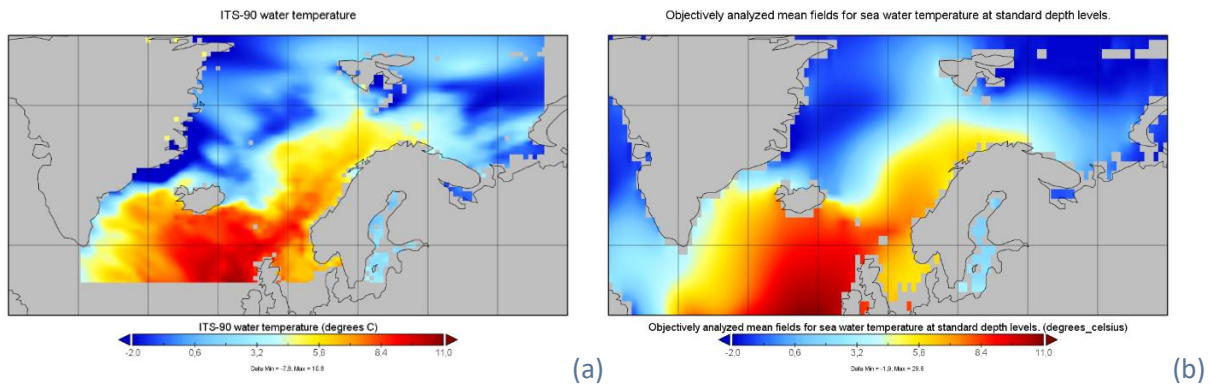 ITS-90 water temperature
ITS-90 water temperature (degrees C)
-2.0 0,6 3,2 5,8 8.4 11,0
Data Min = -7.9, Max = 10.8
(a)
Objectively analyzed mean fields for sea water temperature at standard depth levels.
Objectively analyzed mean fields for sea water temperature at standard depth levels. (degrees_celsius)
-2.0 0,6 3,2 5,8 8.4 11,0
Data Min = -1.9, Max = 29.8
(b)